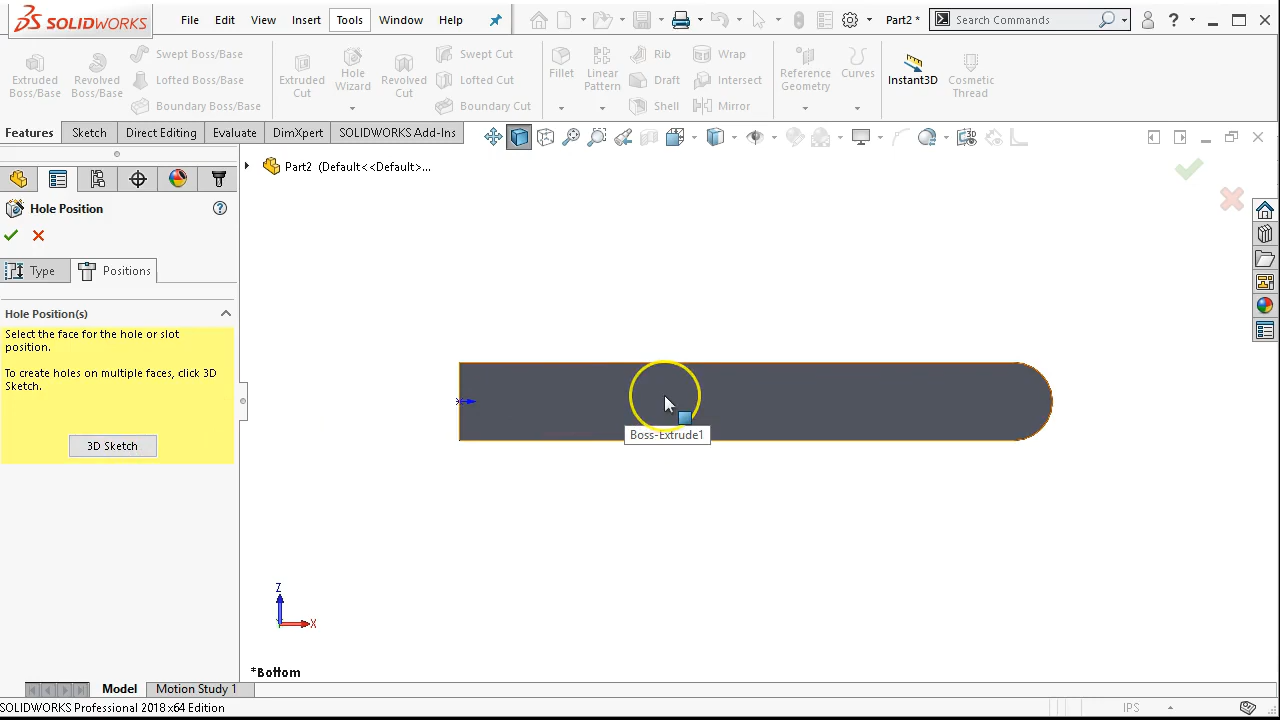 SOLIDWORKS
File Edit View Insert Tools Window Help
Part2 *
Search Commands
Extruded Boss/Base
Revolved Boss/Base
Swept Boss/Base
Lofted Boss/Base
Boundary Boss/Base
Extruded Cut
Hole Wizard
Revolved Cut
Swept Cut
Lofted Cut
Boundary Cut
Fillet
Linear Pattern
Rib
Draft
Shell
Wrap
Intersect
Mirror
Reference Geometry
Curves
Instant3D
Cosmetic Thread
Features Sketch Direct Editing Evaluate DimXpert SOLIDWORKS Add-Ins
Part2 (Default<<Default>...
Hole Position
Type Positions
Hole Position(s)
Select the face for the hole or slot
position.
To create holes on multiple faces, click 3D
Sketch.
3D Sketch
Boss-Extrude1
Z
X
*Bottom
Model Motion Study 1
SOLIDWORKS Professional 2018 x64 Edition
IPS